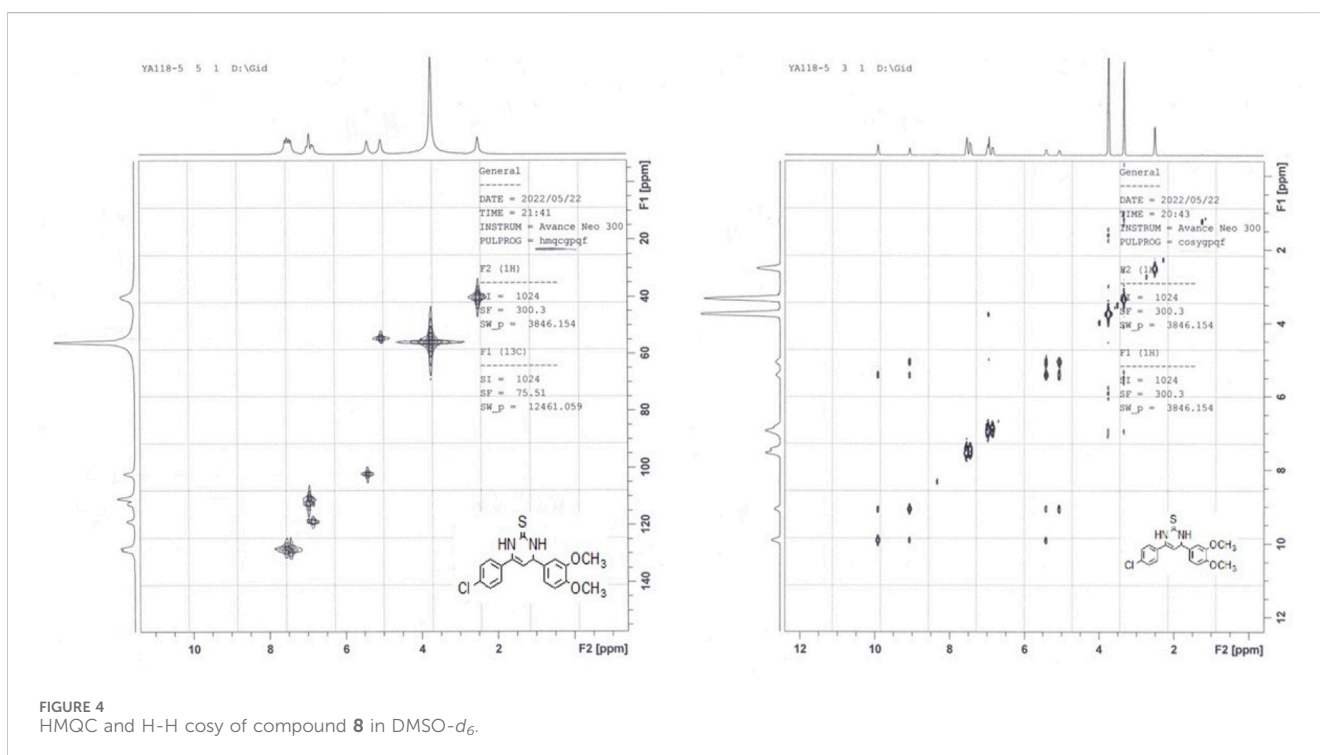 YA118-5 5 1 D:\Gid
General
DATE = 2022/05/22
TIME = 21:41
INSTRUM = Avance Neo 300
PULPROG = hmqcgpqf
F2 (1H)
SI = 1024
SF = 300.3
SW_p = 3846.154
F1 (13C)
SI = 1024
SF = 75.51
SW_p = 12461.059
F1 [ppm]
20
40
60
80
100
120
140
10 8 6 4 2 F2 [ppm]
S
HN NH
OCH3
Cl OCH3
YA118-5 3 1 D:\Gid
General
DATE = 2022/05/22
TIME = 20:43
INSTRUM = Avance Neo 300
PULPROG = cosygpqf
F2 (1H)
SI = 1024
SF = 300.3
SW_p = 3846.154
F1 (1H)
SI = 1024
SF = 300.3
SW_p = 3846.154
F1 [ppm]
2
4
6
8
10
12
12 10 8 6 4 2 F2 [ppm]
S
HN NH
OCH3
Cl OCH3
FIGURE 4
HMQC and H-H cosy of compound 8 in DMSO-d6.